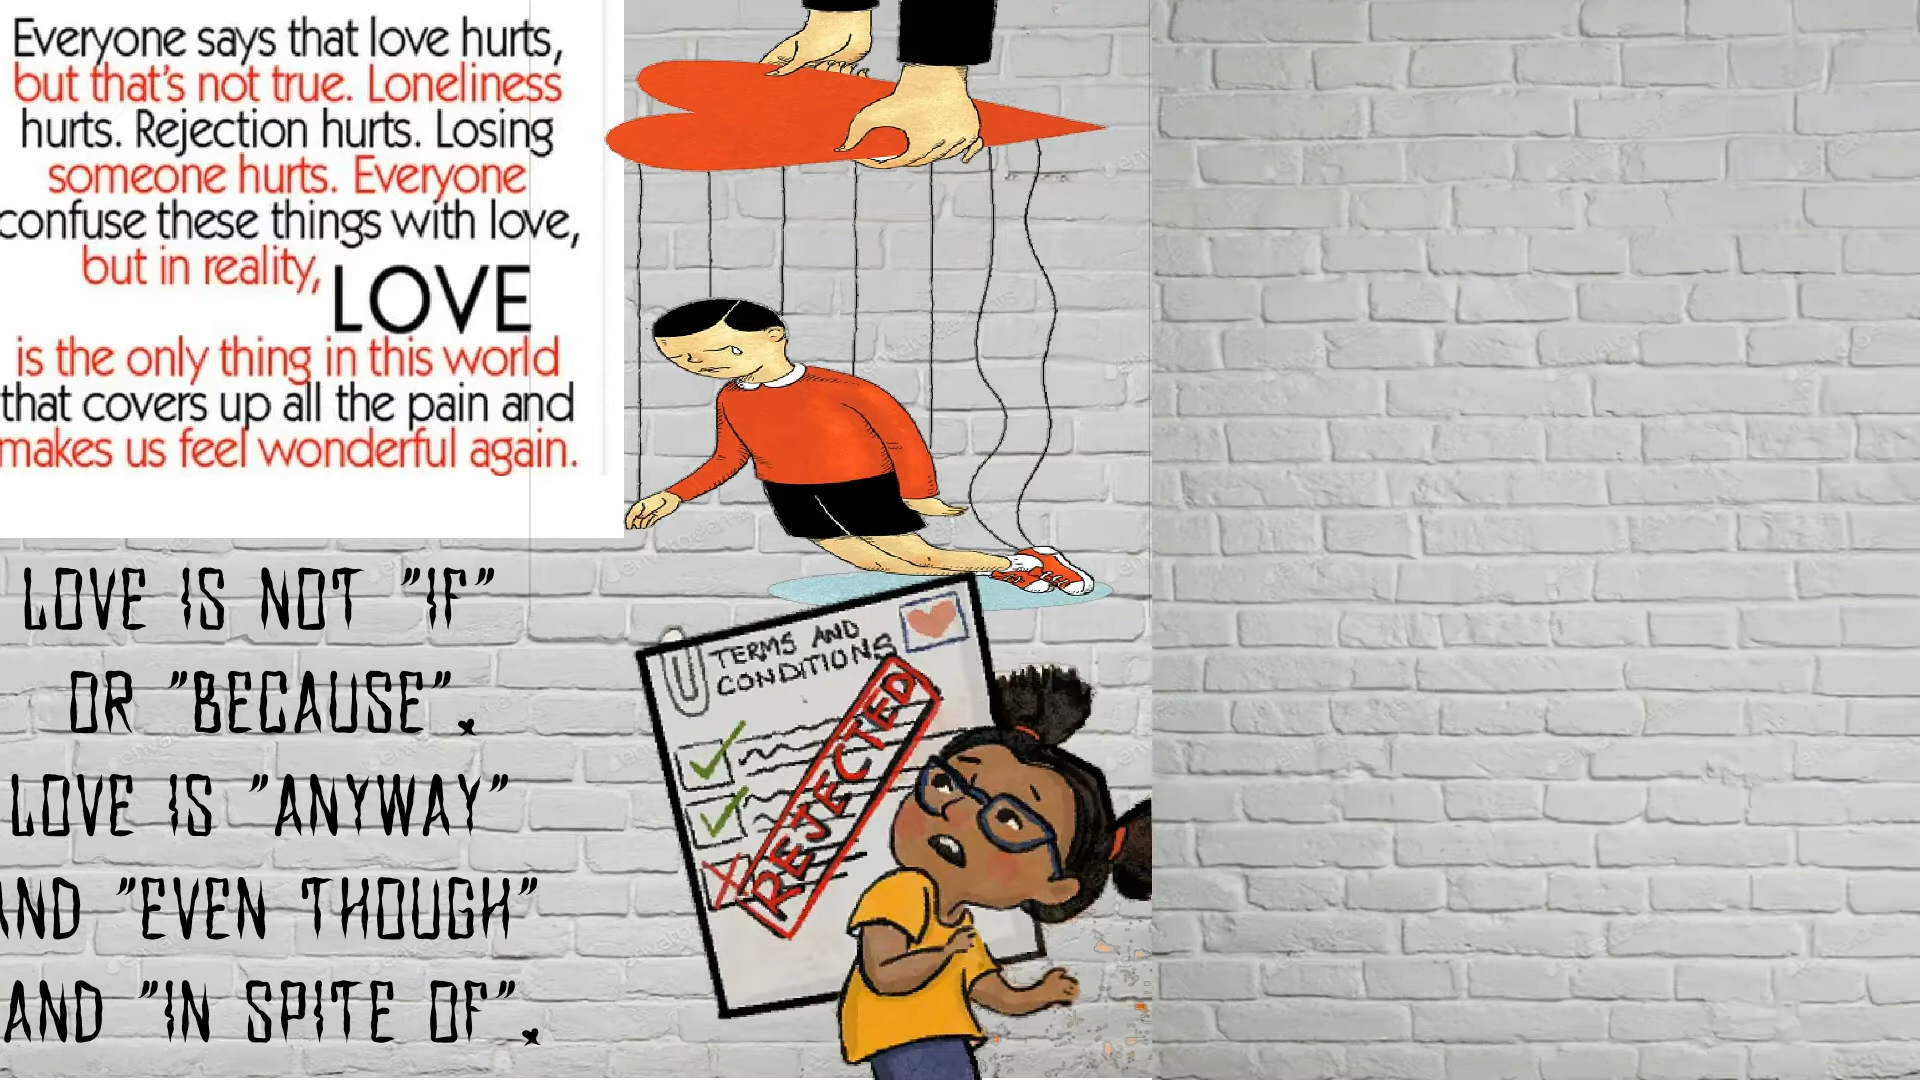 Everyone says that love hurts,
but that's not true. Loneliness
hurts. Rejection hurts. Losing
someone hurts. Everyone
confuse these things with love,
but in reality, LOVE
is the only thing in this world
that covers up all the pain and
makes us feel wonderful again.
LOVE IS NOT "IF"
OR "BECAUSE".
LOVE IS "ANYWAY"
AND "EVEN THOUGH"
AND "IN SPITE OF".
TERMS AND
CONDITIONS
REJECTED